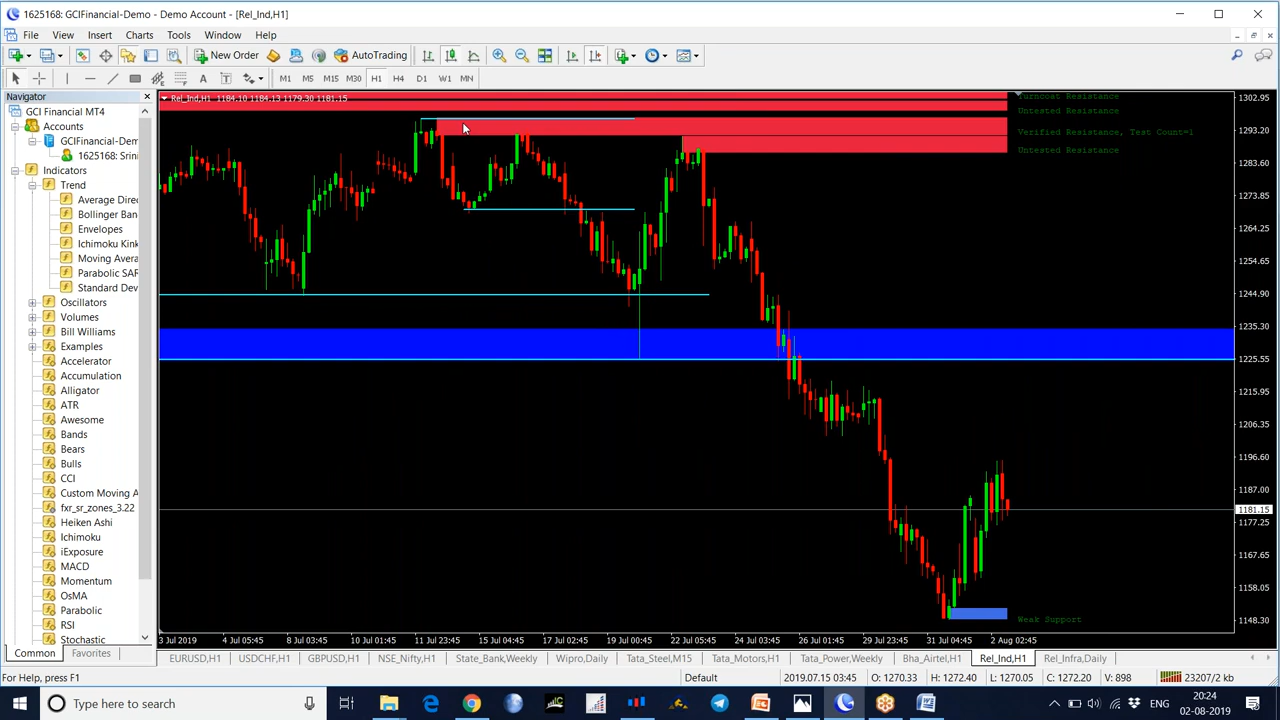 1625168: GCIFinancial-Demo - Demo Account - [Rel_Ind,H1]
File View Insert Charts Tools Window Help
New Order AutoTrading
A T M1 M5 M15 M30 H1 H4 D1 W1 MN
Navigator
GCI Financial MT4
Accounts
GCIFinancial-Dem
1625168: Srini
Indicators
Trend
Average Direc
Bollinger Ban
Envelopes
Ichimoku Kink
Moving Avera
Parabolic SAR
Standard Dev
Oscillators
Volumes
Bill Williams
Examples
Accelerator
Accumulation
Alligator
ATR
Awesome
Bands
Bears
Bulls
CCI
Custom Moving A
fxr_sr_zones_3.22
Heiken Ashi
Ichimoku
iExposure
MACD
Momentum
OsMA
Parabolic
RSI
Stochastic
Common Favorites
Rel_Ind,H1 1184.10 1184.13 1179.30 1181.15
Turncoat Resistance
Untested Resistance
Verified Resistance, Test Count=1
Untested Resistance
Weak Support
1302.95
1293.20
1283.60
1273.85
1264.25
1254.65
1244.90
1235.30
1225.55
1215.95
1206.35
1196.60
1187.00
1181.15
1177.25
1167.65
1158.05
1148.30
3 Jul 2019 4 Jul 05:45 8 Jul 03:45 10 Jul 01:45 11 Jul 23:45 15 Jul 04:45 17 Jul 02:45 19 Jul 00:45 22 Jul 05:45 24 Jul 03:45 26 Jul 01:45 29 Jul 23:45 31 Jul 04:45 2 Aug 02:45
EURUSD,H1 USDCHF,H1 GBPUSD,H1 NSE_Nifty,H1 State_Bank,Weekly Wipro,Daily Tata_Steel,M15 Tata_Motors,H1 Tata_Power,Weekly Bha_Airtel,H1 Rel_Ind,H1 Rel_Infra,Daily
For Help, press F1 Default 2019.07.15 03:45 O: 1270.33 H: 1272.40 L: 1270.05 C: 1272.20 V: 898 23207/2 kb
Type here to search
ENG
20:24
02-08-2019